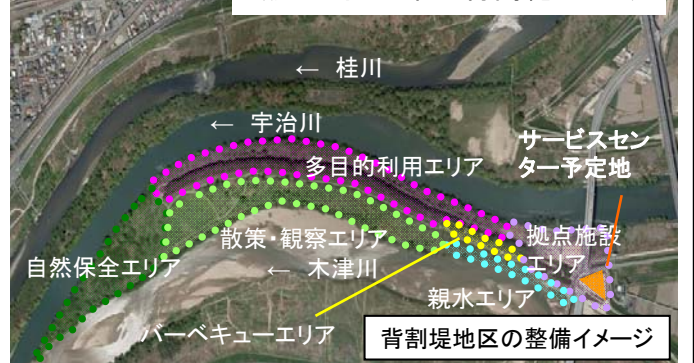 ← 桂川
← 宇治川
サービスセン
ター予定地
多目的利用エリア
拠点施設
エリア
散策・観察エリア
自然保全エリア
← 木津川
親水エリア
バーベキューエリア
背割堤地区の整備イメージ